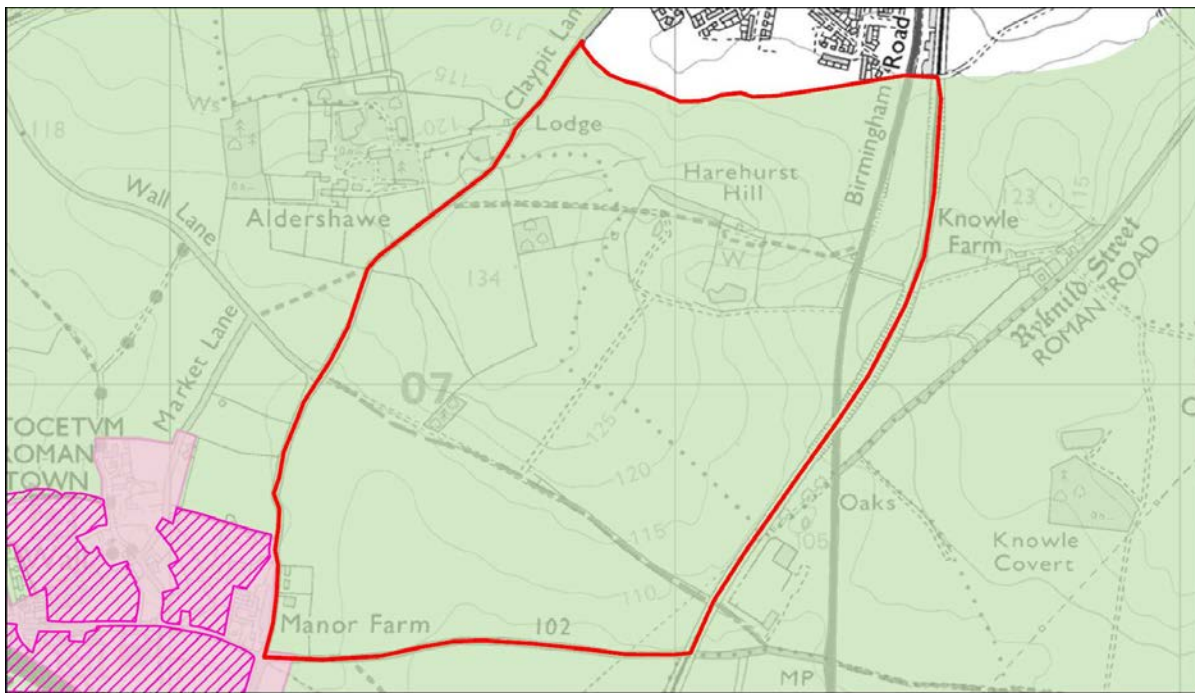 110
Claypit Lan
Road
Ws
115
118
120
Lodge
Birmingham
Harehurst
Hill
Wall Lane
Aldershawe
Knowle
Farm
23
115
W
134
Ryknild Street
ROMAN ROAD
Market Lane
07
C
TOCETVM
ROMAN
TOWN
125
120
Oaks
115
105
Knowle
Covert
110
Manor Farm
102
MP